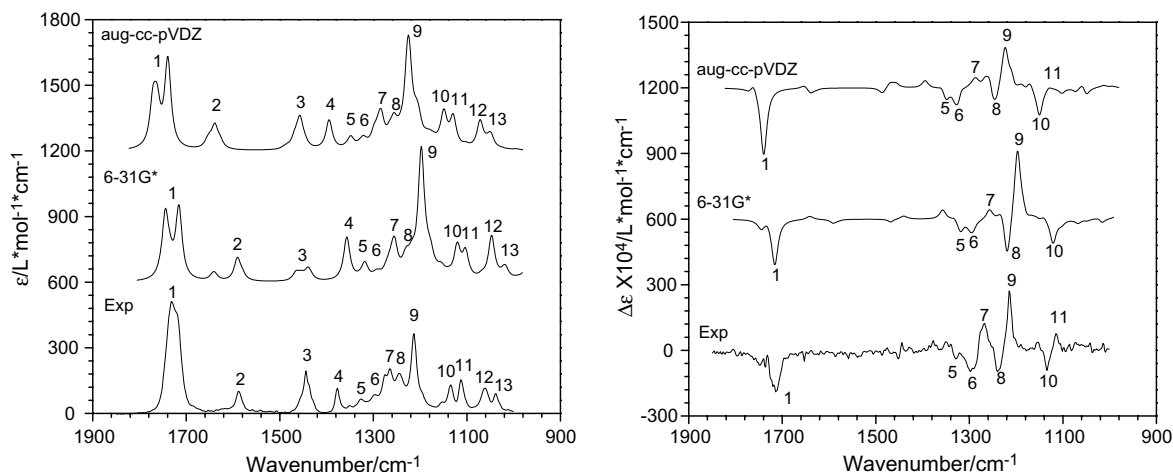 1800
1500
1200
900
600
300
0
ε/L*mol⁻¹*cm⁻¹
aug-cc-pVDZ
1 2 3 4 5 6 7 8 9 10 11 12 13
6-31G*
1 2 3 4 5 6 7 8 9 10 11 12 13
Exp
1 2 3 4 5 6 7 8 9 10 11 12 13
1900 1700 1500 1300 1100 900
Wavenumber/cm⁻¹
1500
1200
900
600
300
0
-300
Δε X10⁴/L*mol⁻¹*cm⁻¹
aug-cc-pVDZ
1 5 6 7 8 9 10 11
6-31G*
1 5 6 7 8 9 10
Exp
1 5 6 7 8 9 10 11
1900 1700 1500 1300 1100 900
Wavenumber/cm⁻¹